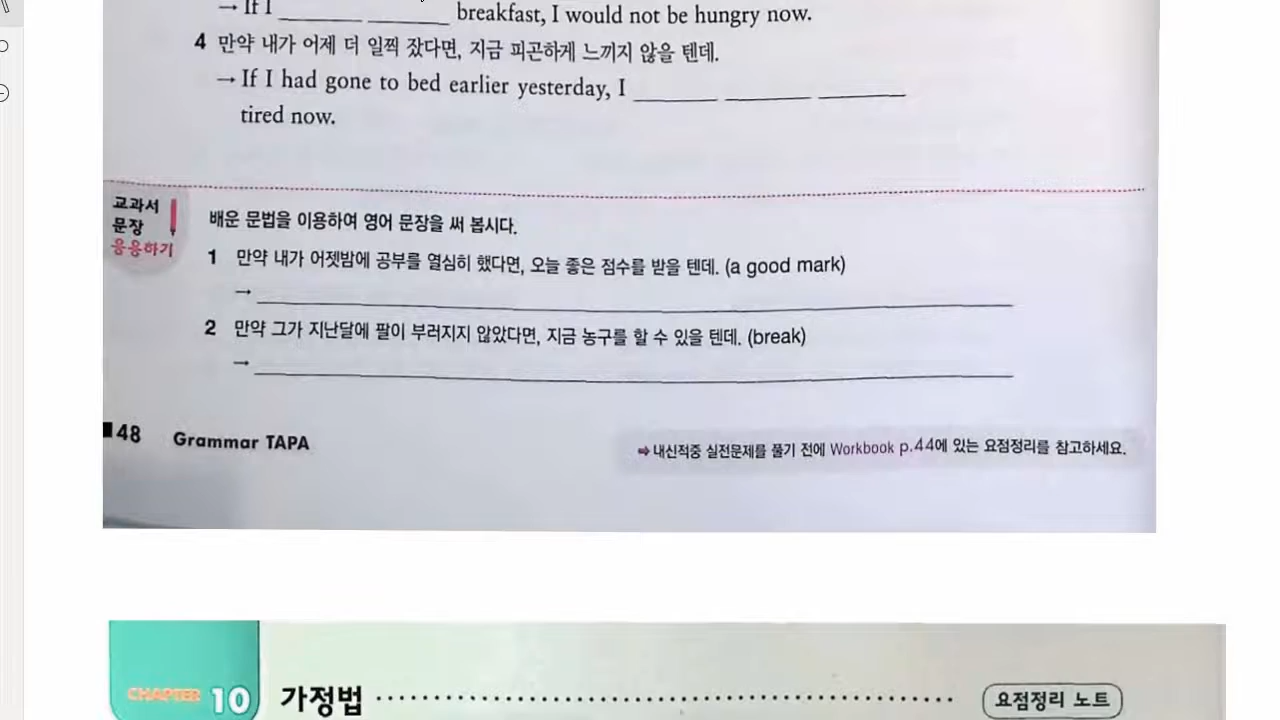 → If I ______ ______ breakfast, I would not be hungry now.
4 만약 내가 어제 더 일찍 잤다면, 지금 피곤하게 느끼지 않을 텐데.
→ If I had gone to bed earlier yesterday, I ______ ______ ______
tired now.
교과서
문장
응용하기
배운 문법을 이용하여 영어 문장을 써 봅시다.
1 만약 내가 어젯밤에 공부를 열심히 했다면, 오늘 좋은 점수를 받을 텐데. (a good mark)
→
2 만약 그가 지난달에 팔이 부러지지 않았다면, 지금 농구를 할 수 있을 텐데. (break)
→
48 Grammar TAPA
⇨ 내신적중 실전문제를 풀기 전에 Workbook p.44에 있는 요점정리를 참고하세요.
CHAPTER 10 가정법 요점정리 노트